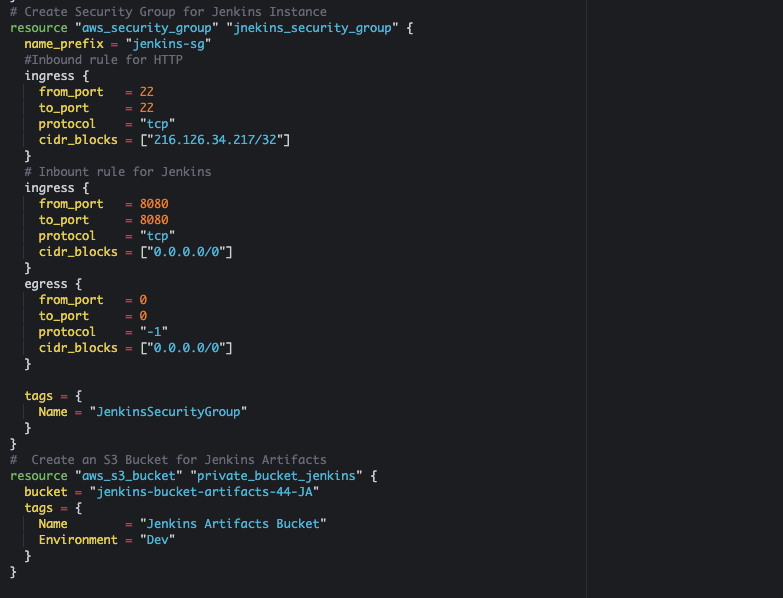 # Create Security Group for Jenkins Instance
resource "aws_security_group" "jnekins_security_group" {
  name_prefix = "jenkins-sg"
  #Inbound rule for HTTP
  ingress {
    from_port   = 22
    to_port     = 22
    protocol    = "tcp"
    cidr_blocks = ["216.126.34.217/32"]
  }
  # Inbount rule for Jenkins
  ingress {
    from_port   = 8080
    to_port     = 8080
    protocol    = "tcp"
    cidr_blocks = ["0.0.0.0/0"]
  }
  egress {
    from_port   = 0
    to_port     = 0
    protocol    = "-1"
    cidr_blocks = ["0.0.0.0/0"]
  }

  tags = {
    Name = "JenkinsSecurityGroup"
  }
}
#  Create an S3 Bucket for Jenkins Artifacts
resource "aws_s3_bucket" "private_bucket_jenkins" {
  bucket = "jenkins-bucket-artifacts-44-JA"
  tags = {
    Name        = "Jenkins Artifacts Bucket"
    Environment = "Dev"
  }
}